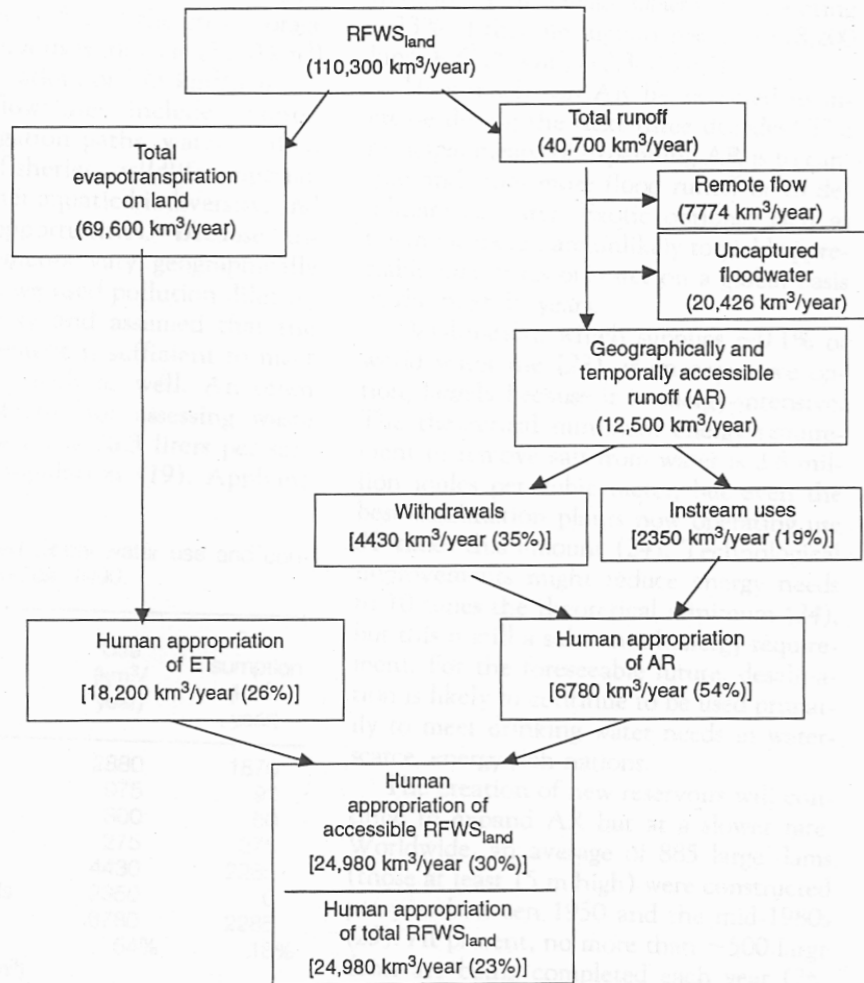 RFWSland
(110,300 km³/year)
Total runoff
(40,700 km³/year)
Total
evapotranspiration
on land
(69,600 km³/year)
Remote flow
(7774 km³/year)
Uncaptured
floodwater
(20,426 km³/year)
Geographically and
temporally accessible
runoff (AR)
(12,500 km³/year)
Withdrawals
[4430 km³/year (35%)]
Instream uses
[2350 km³/year (19%)]
Human appropriation
of ET
[18,200 km³/year (26%)]
Human appropriation
of AR
[6780 km³/year (54%)]
Human
appropriation of
accessible RFWSland
[24,980 km³/year (30%)]
Human appropriation
of total RFWSland
[24,980 km³/year (23%)]